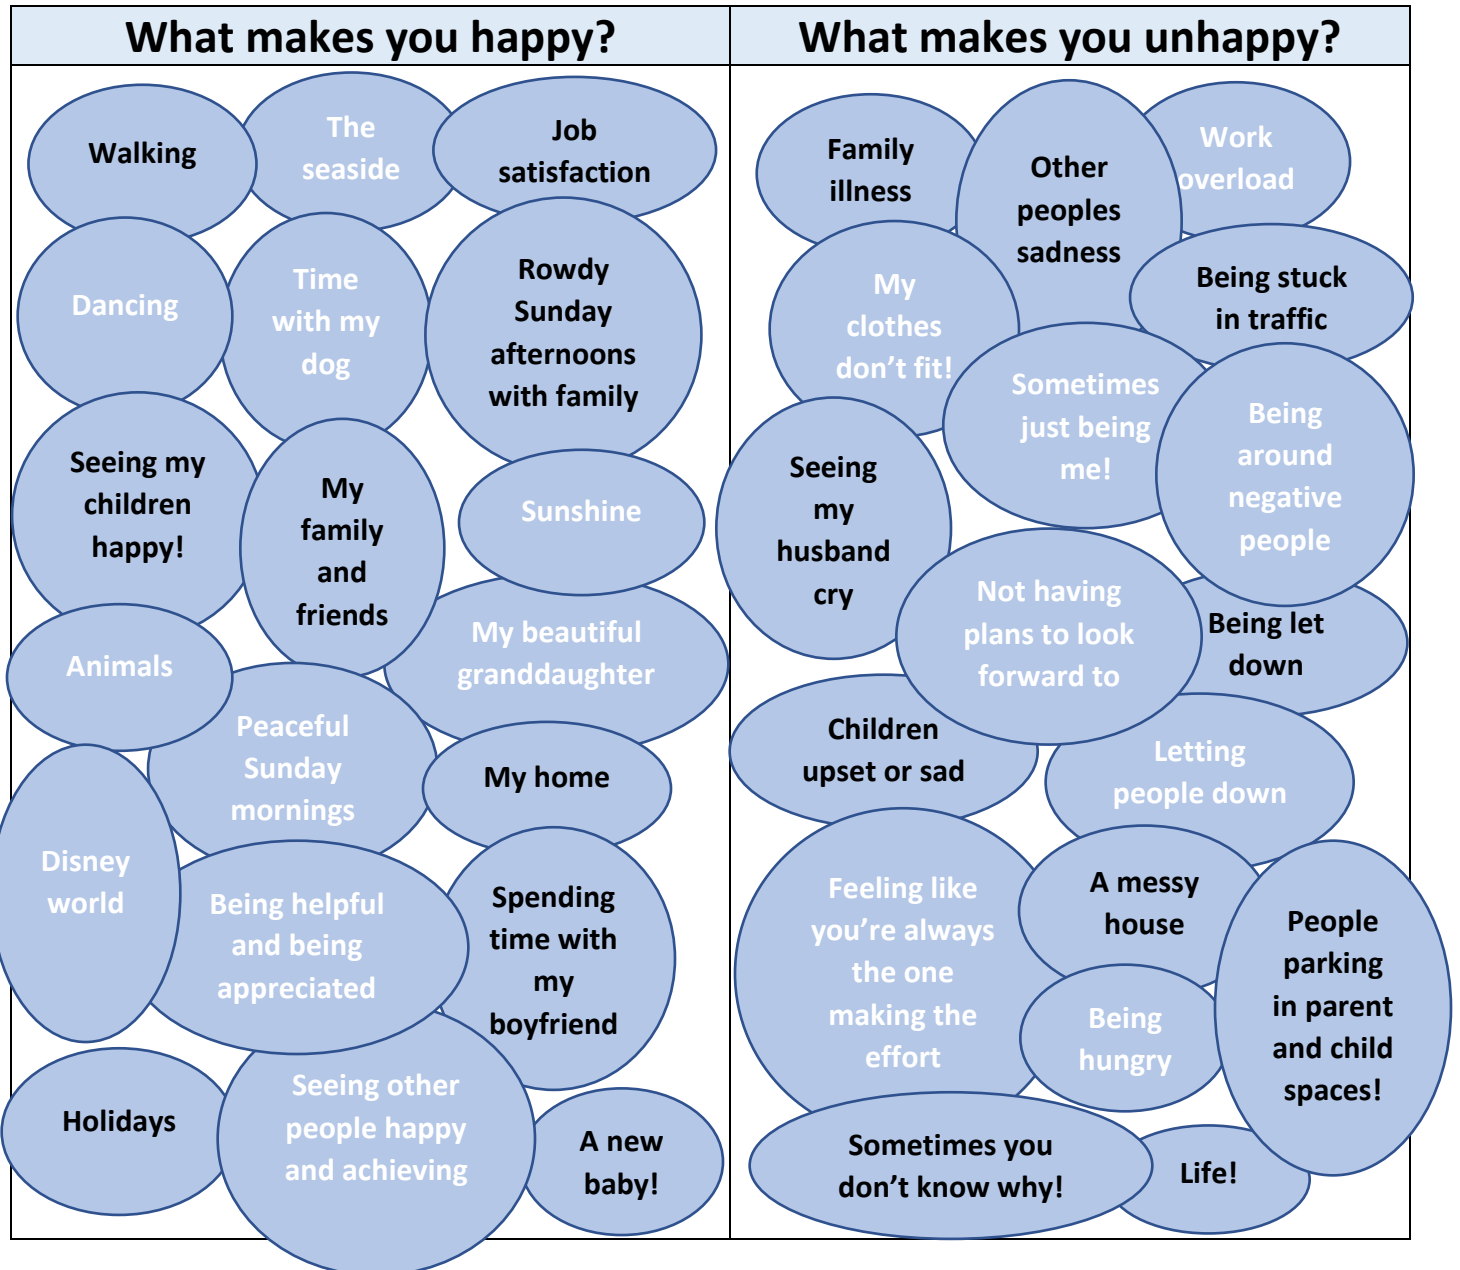 What makes you happy?
Walking
The
seaside
Job
satisfaction
Dancing
Time
with my
dog
Rowdy
Sunday
afternoons
with family
Seeing my
children
happy!
My
family
and
friends
Sunshine
Animals
My beautiful
granddaughter
Peaceful
Sunday
mornings
My home
Disney
world
Being helpful
and being
appreciated
Spending
time with
my
boyfriend
Holidays
Seeing other
people happy
and achieving
A new
baby!
What makes you unhappy?
Family
illness
Other
peoples
sadness
Work
overload
My
clothes
don’t fit!
Being stuck
in traffic
Sometimes
just being
me!
Being
around
negative
people
Seeing
my
husband
cry
Not having
plans to look
forward to
Being let
down
Children
upset or sad
Letting
people down
Feeling like
you’re always
the one
making the
effort
A messy
house
People
parking
in parent
and child
spaces!
Being
hungry
Sometimes you
don’t know why!
Life!